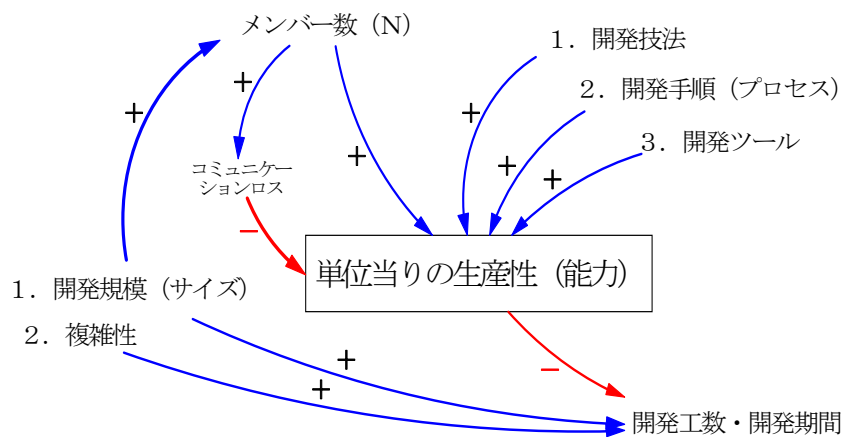 メンバー数（N）
1．開発技法
2．開発手順（プロセス）
3．開発ツール
+
+
+
+
+
+
コミュニケー
ションロス
−
単位当りの生産性（能力）
1．開発規模（サイズ）
2．複雑性
+
+
−
開発工数・開発期間